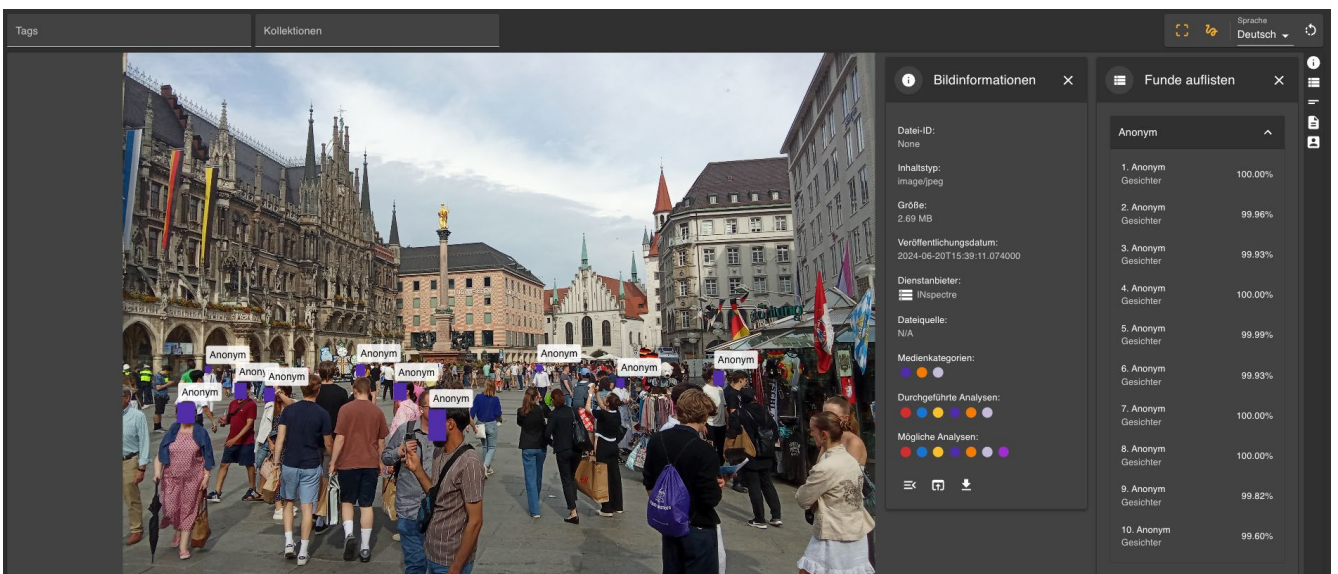 Tags
Kollektionen
Sprache
Deutsch
Bildinformationen
Datei-ID:
None
Inhaltstyp:
image/jpeg
Größe:
2.69 MB
Veröffentlichungsdatum:
2024-06-20T15:39:11.074000
Dienstanbieter:
INspectre
Dateiquelle:
N/A
Medienkategorien:
Durchgeführte Analysen:
Mögliche Analysen:
Funde auflisten
Anonym
1. Anonym
Gesichter
100.00%
2. Anonym
Gesichter
99.96%
3. Anonym
Gesichter
99.93%
4. Anonym
Gesichter
100.00%
5. Anonym
Gesichter
99.99%
6. Anonym
Gesichter
99.93%
7. Anonym
Gesichter
100.00%
8. Anonym
Gesichter
100.00%
9. Anonym
Gesichter
99.82%
10. Anonym
Gesichter
99.60%
Anonym
Anonym
Anonym
Anonym
Anonym
Anonym
Anonym
Anonym
Anonym
Anonym